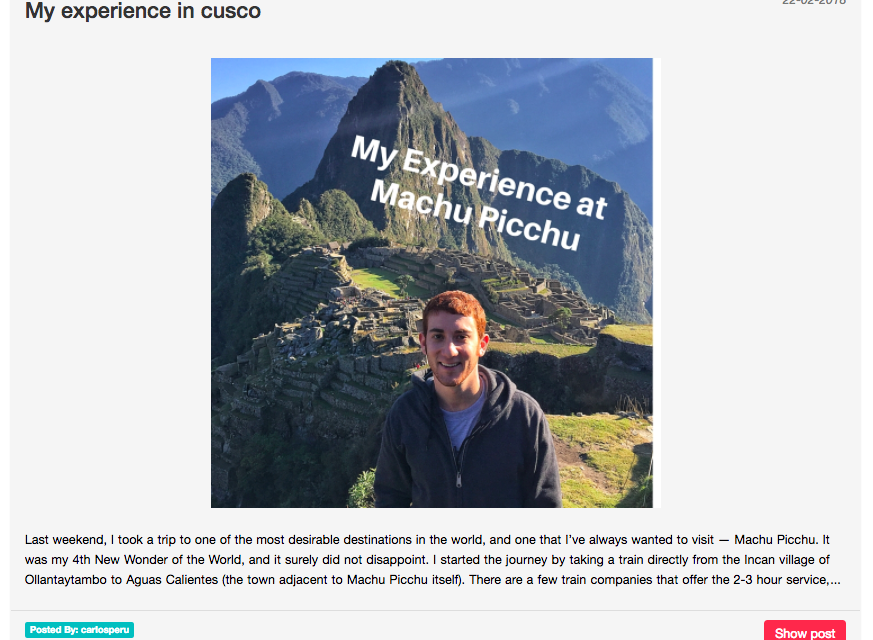 My experience in cusco
22-02-2018
My Experience at
Machu Picchu
Last weekend, I took a trip to one of the most desirable destinations in the world, and one that I've always wanted to visit — Machu Picchu. It
was my 4th New Wonder of the World, and it surely did not disappoint. I started the journey by taking a train directly from the Incan village of
Ollantaytambo to Aguas Calientes (the town adjacent to Machu Picchu itself). There are a few train companies that offer the 2-3 hour service,...
Posted By: carlosperu
Show post